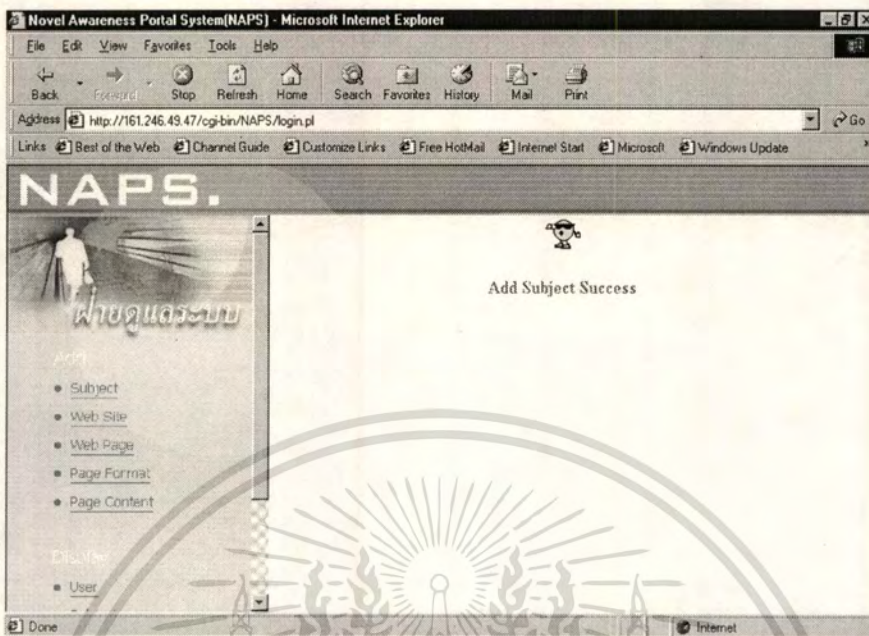 Novel Awareness Portal System(NAPS) - Microsoft Internet Explorer
File Edit View Favorites Tools Help
Back Forward Stop Refresh Home Search Favorites History Mail Print
Address http://161.246.49.47/cgi-bin/NAPS/login.pl Go
Links Best of the Web Channel Guide Customize Links Free HotMail Internet Start Microsoft Windows Update
NAPS.
ฝ่ายดูแลระบบ
Add Subject Success
Add
Subject
Web Site
Web Page
Page Format
Page Content
User
Done Internet